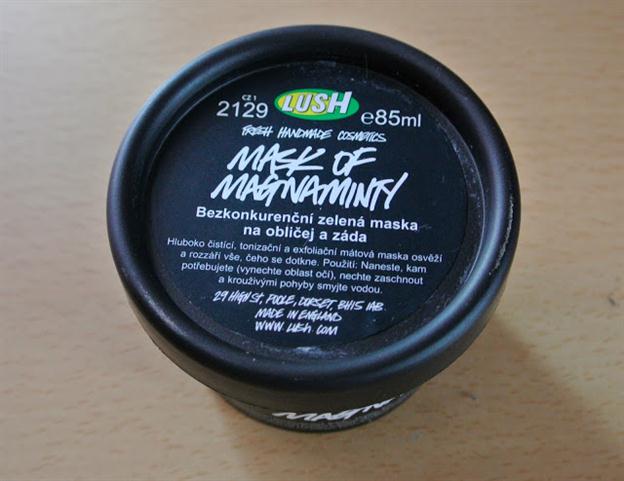 CZ 1
2129 LUSH e85ml
FRESH HANDMADE COSMETICS
MASK OF
MAGNAMINTY
Bezkonkurenční zelená maska
na obličej a záda
Hluboko čistící, tonizační a exfoliační mátová maska osvěží
a rozzáří vše, čeho se dotkne. Použití: Naneste, kam
potřebujete (vynechte oblast očí), nechte zaschnout
a krouživými pohyby smyjte vodou.
29 HIGH ST, POOLE, DORSET, BH15 1AB
MADE IN ENGLAND
WWW.LUSH.COM